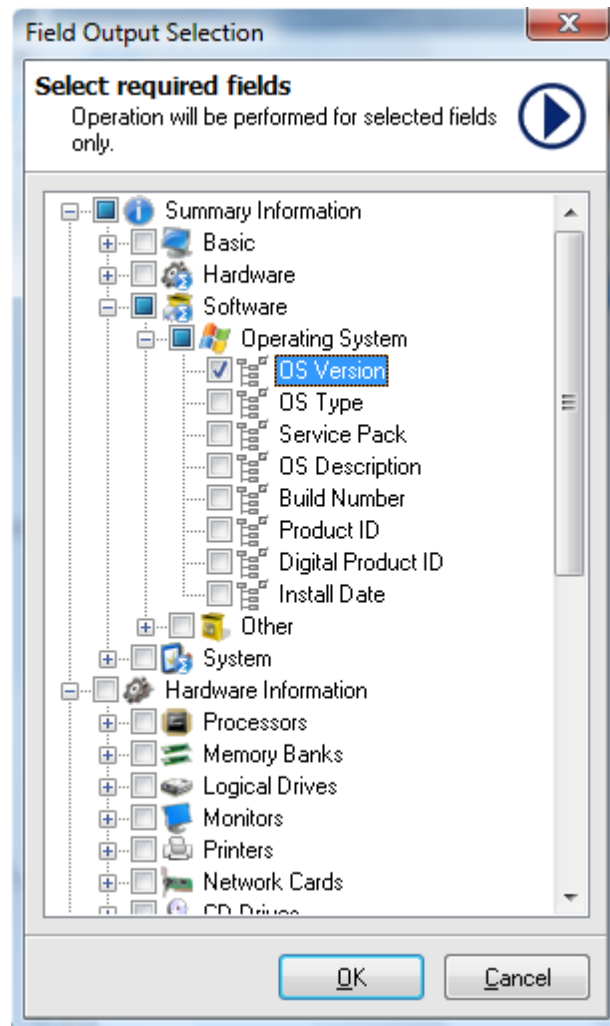 Field Output Selection
Select required fields
Operation will be performed for selected fields
only.
Summary Information
Basic
Hardware
Software
Operating System
OS Version
OS Type
Service Pack
OS Description
Build Number
Product ID
Digital Product ID
Install Date
Other
System
Hardware Information
Processors
Memory Banks
Logical Drives
Monitors
Printers
Network Cards
CD Drives
OK
Cancel